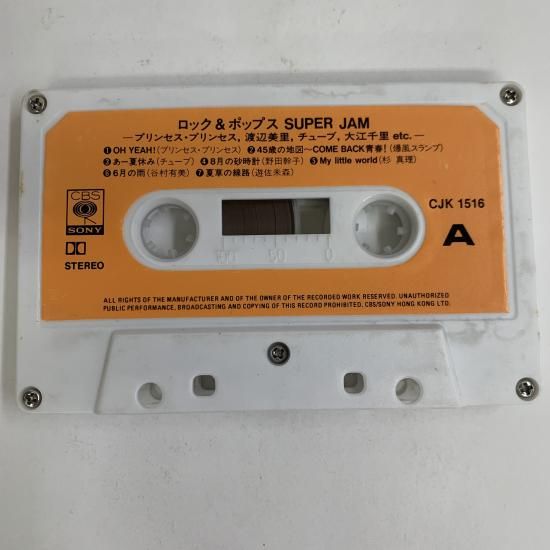 ロック&ポップス SUPER JAM
―プリンセス・プリンセス, 渡辺美里, チューブ, 大江千里 etc.―
❶OH YEAH!(プリンセス・プリンセス) ❷45歳の地図~COME BACK青春!(爆風スランプ)
❸あー夏休み(チューブ) ❹8月の砂時計(野田幹子) ❺My little world(杉 真理)
❻6月の雨(谷村有美) ❼夏草の線路(遊佐未森)
CBS
SONY
STEREO
CJK 1516
A
100 50 0
ALL RIGHTS OF THE MANUFACTURER AND OF THE OWNER OF THE RECORDED WORK RESERVED. UNAUTHORIZED
PUBLIC PERFORMANCE, BROADCASTING AND COPYING OF THIS RECORD PROHIBITED. CBS/SONY HONG KONG LTD.